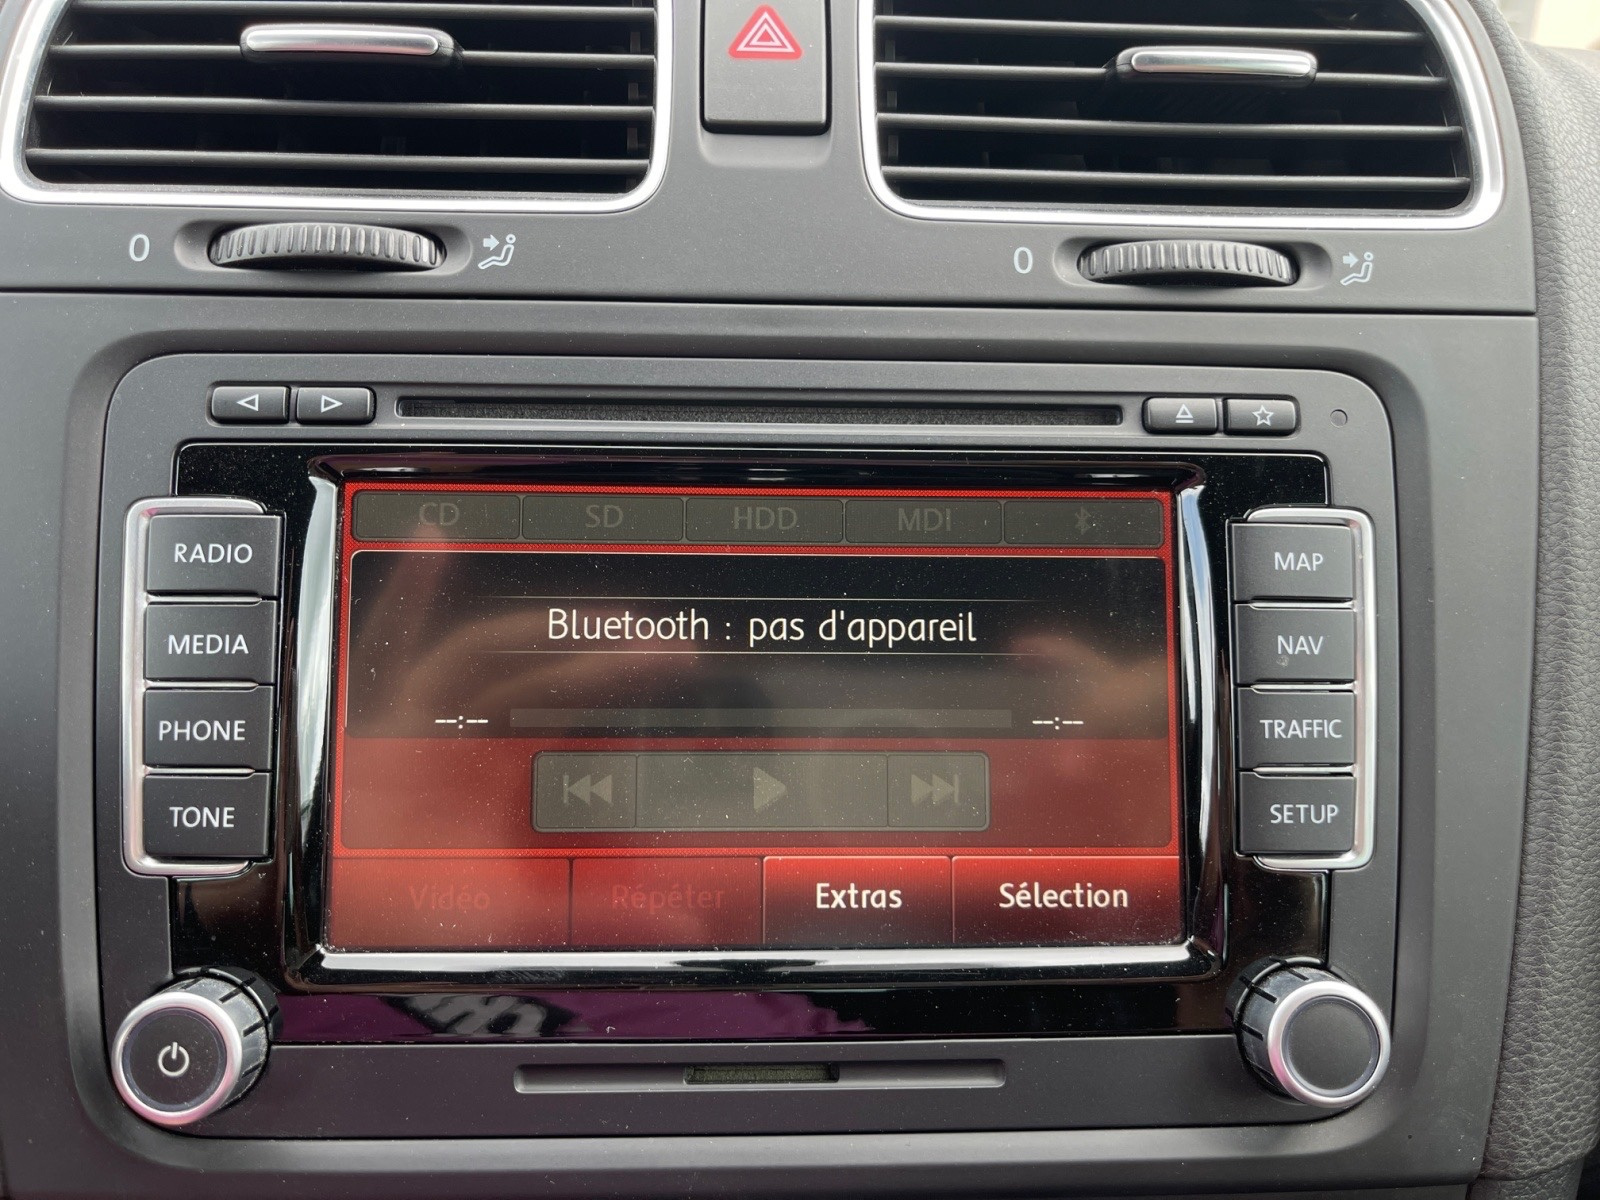 0
0
CD SD HDD MDI
RADIO
MEDIA
PHONE
TONE
Bluetooth : pas d'appareil
--:-- --:--
Vidéo Répéter Extras Sélection
MAP
NAV
TRAFFIC
SETUP